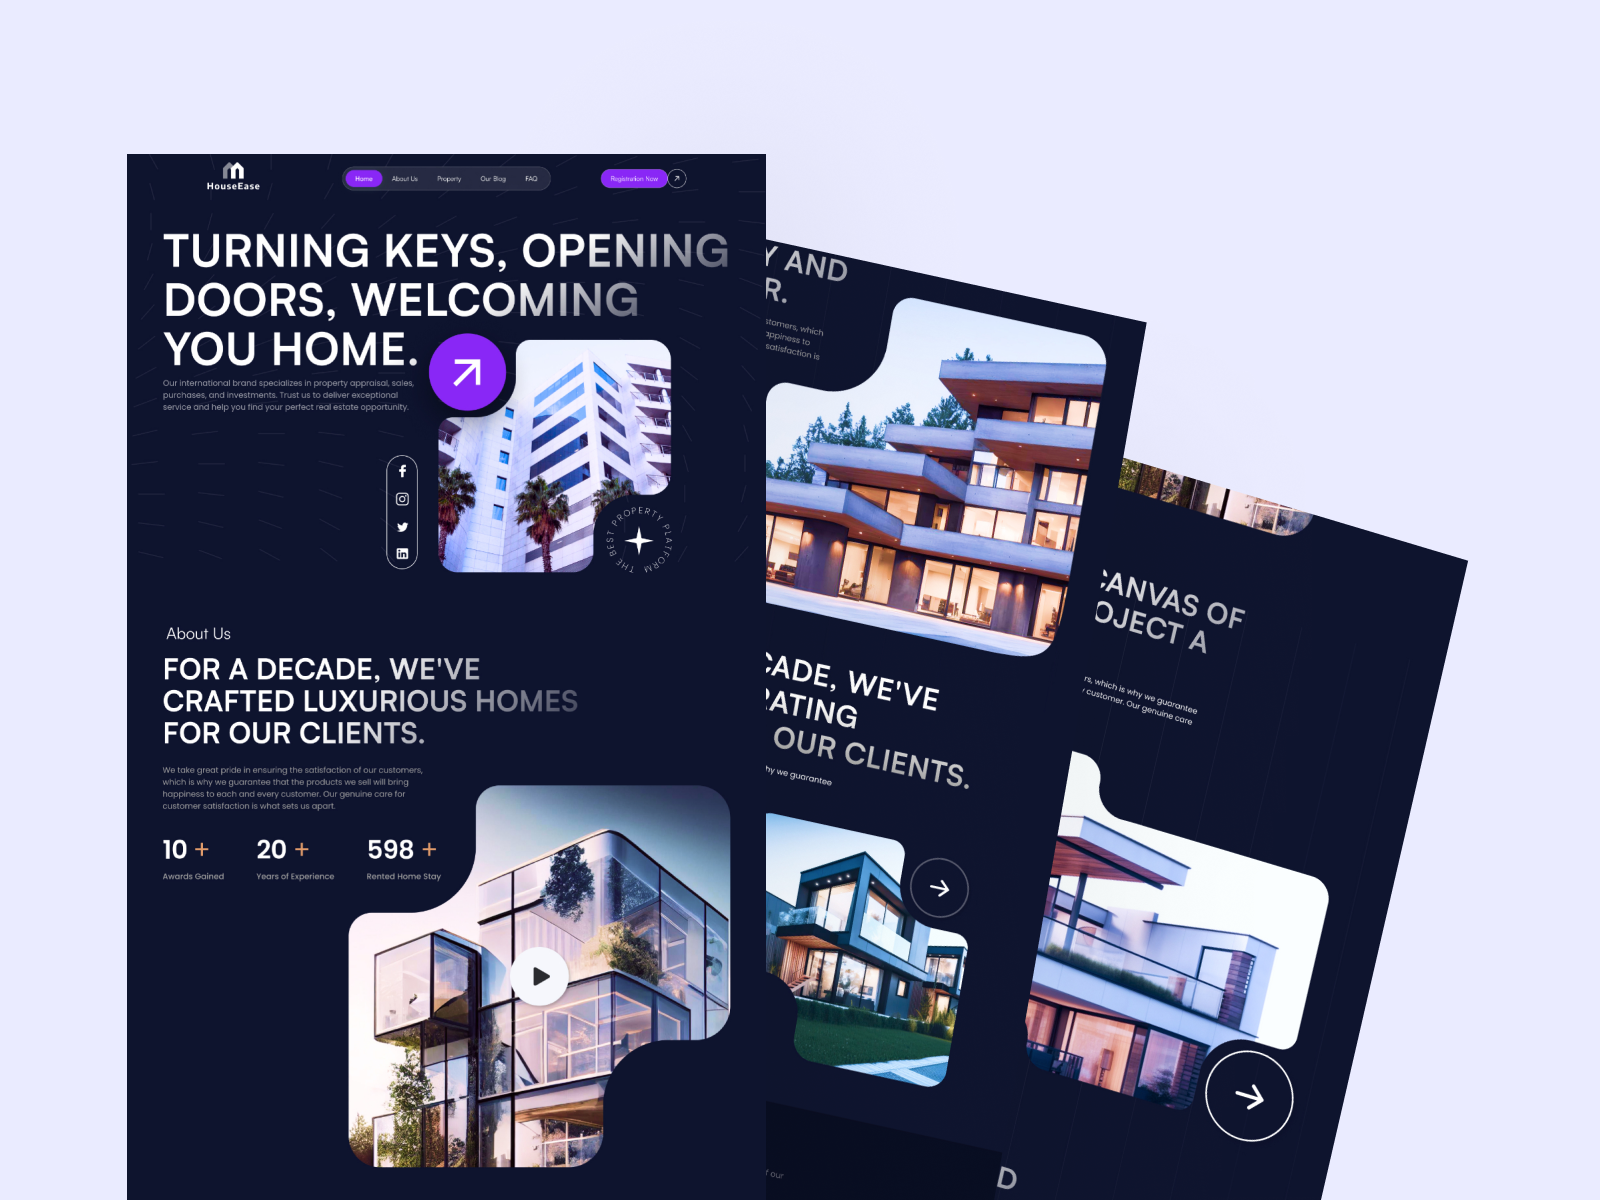 HouseEase
Home
About Us
Property
Our Blog
FAQ
Registration Now
TURNING KEYS, OPENING
DOORS, WELCOMING
YOU HOME.
Our international brand specializes in property appraisal, sales,
purchases, and investments. Trust us to deliver exceptional
service and help you find your perfect real estate opportunity.
THE BEST PROPERTY PLATFORM
About Us
FOR A DECADE, WE'VE
CRAFTED LUXURIOUS HOMES
FOR OUR CLIENTS.
We take great pride in ensuring the satisfaction of our customers,
which is why we guarantee that the products we sell will bring
happiness to each and every customer. Our genuine care for
customer satisfaction is what sets us apart.
10 +
Awards Gained
20 +
Years of Experience
598 +
Rented Home Stay
Y AND
R.
stomers, which
appiness to
satisfaction is
CADE, WE'VE
RATING
OUR CLIENTS.
hy we guarantee
of our
D
CANVAS OF
OJECT A
rs, which is why we guarantee
y customer. Our genuine care